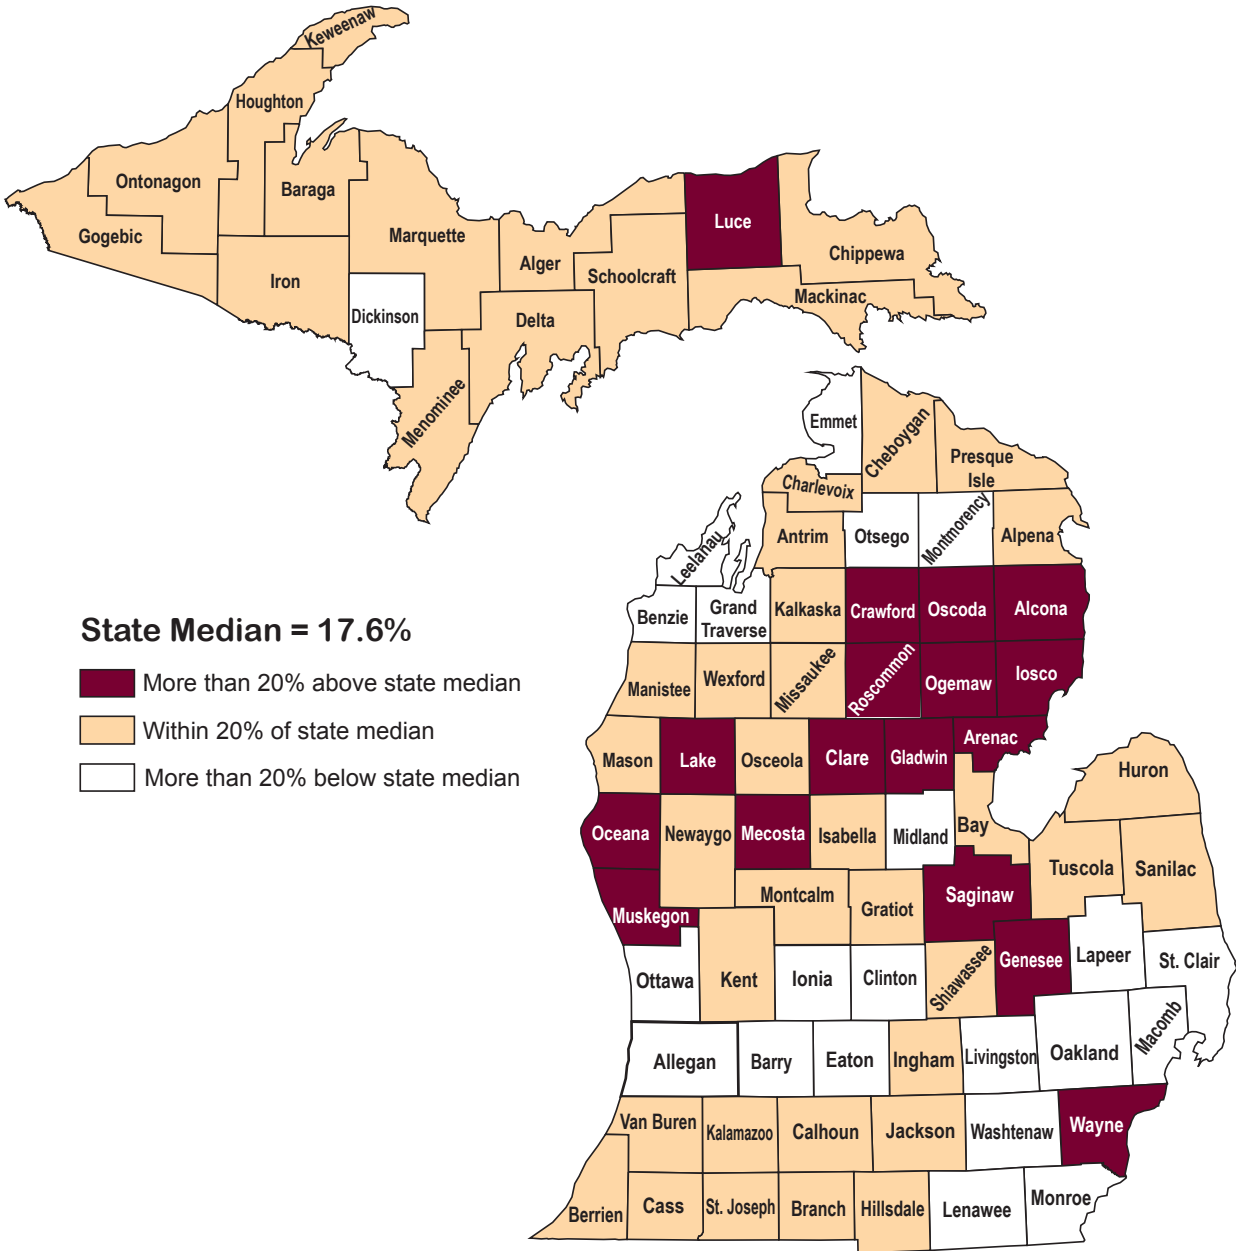 Keweenaw
Houghton
Ontonagon
Baraga
Gogebic
Marquette
Iron
Dickinson
Alger
Luce
Chippewa
Schoolcraft
Mackinac
Delta
Menominee
Emmet
Cheboygan
Presque
Isle
Charlevoix
Antrim
Otsego
Montmorency
Alpena
Leelanau
Benzie
Grand
Traverse
Kalkaska
Crawford
Oscoda
Alcona
Manistee
Wexford
Missaukee
Roscommon
Ogemaw
Iosco
State Median = 17.6%
More than 20% above state median
Within 20% of state median
More than 20% below state median
Mason
Lake
Osceola
Clare
Gladwin
Arenac
Huron
Oceana
Newaygo
Mecosta
Isabella
Midland
Bay
Tuscola
Sanilac
Muskegon
Montcalm
Gratiot
Saginaw
Ottawa
Kent
Ionia
Clinton
Shiawassee
Genesee
Lapeer
St. Clair
Allegan
Barry
Eaton
Ingham
Livingston
Oakland
Macomb
Van Buren
Kalamazoo
Calhoun
Jackson
Washtenaw
Wayne
Berrien
Cass
St. Joseph
Branch
Hillsdale
Lenawee
Monroe